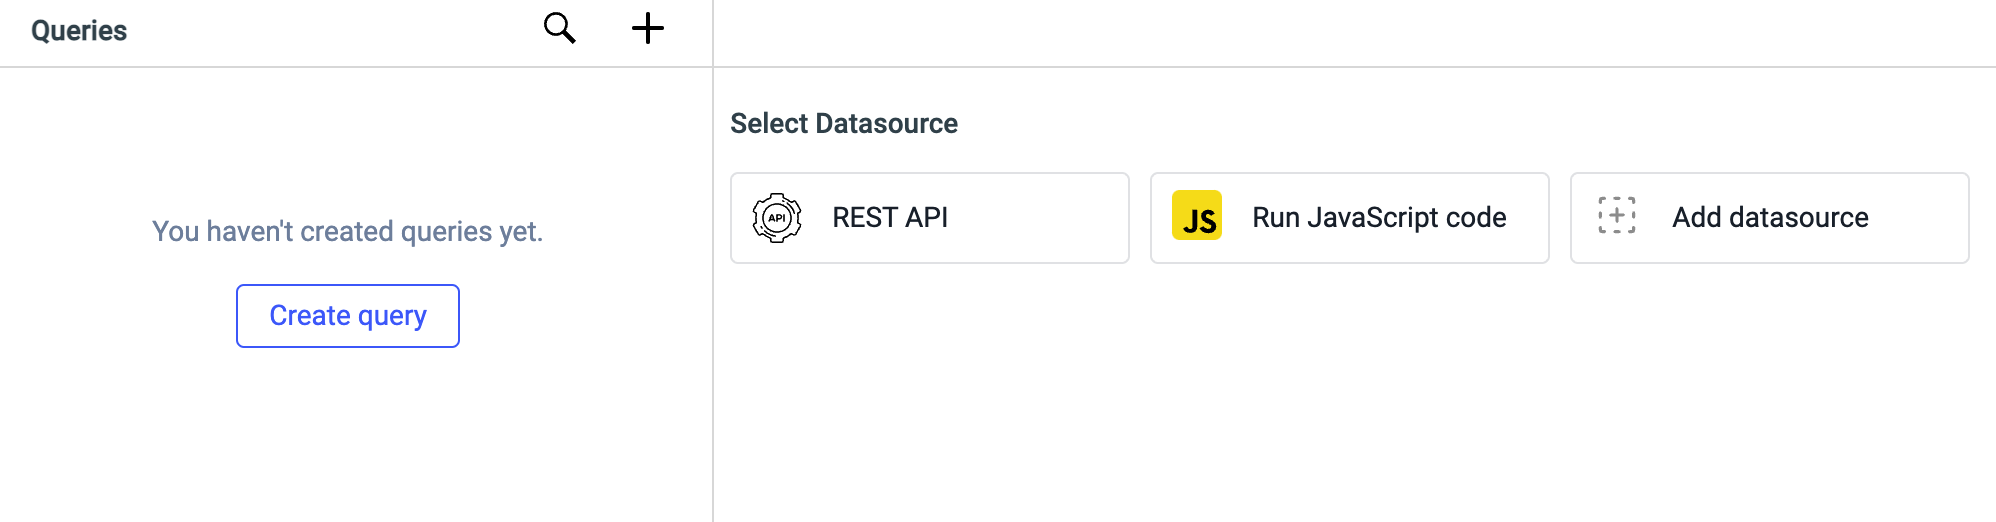 Queries
You haven't created queries yet.
Create query
Select Datasource
API
REST API
JS
Run JavaScript code
Add datasource